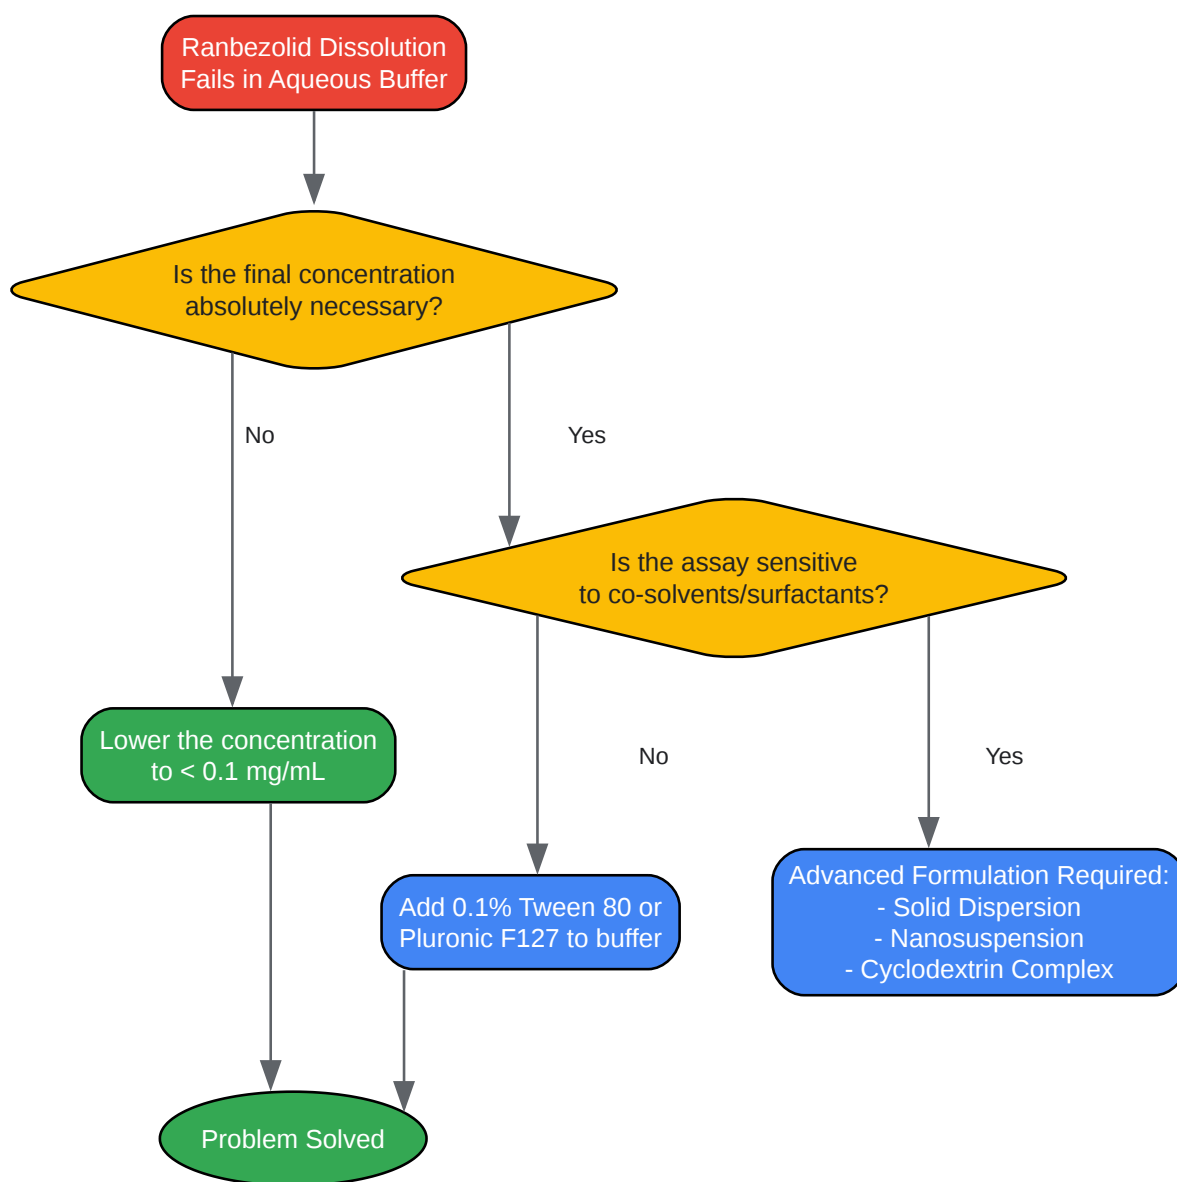 Ranbezolid Dissolution
Fails in Aqueous Buffer
Is the final concentration
absolutely necessary?
No
Yes
Is the assay sensitive
to co-solvents/surfactants?
Lower the concentration
to < 0.1 mg/mL
No
Yes
Add 0.1% Tween 80 or
Pluronic F127 to buffer
Advanced Formulation Required:
- Solid Dispersion
- Nanosuspension
- Cyclodextrin Complex
Problem Solved